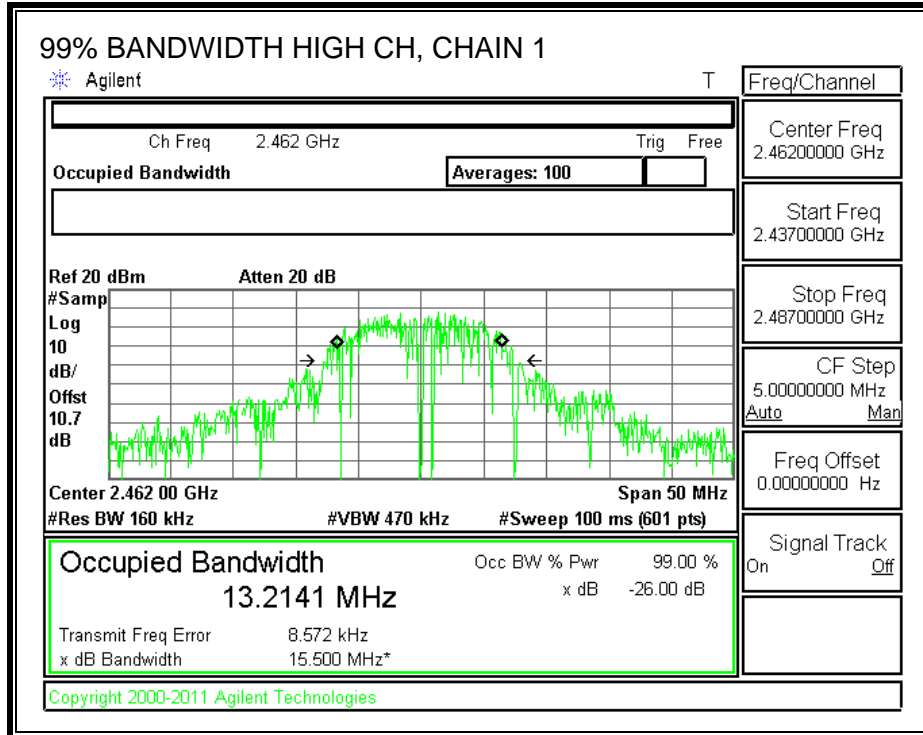 99% BANDWIDTH HIGH CH, CHAIN 1
Agilent T
Freq/Channel
Ch Freq 2.462 GHz Trig Free
Occupied Bandwidth Averages: 100
Center Freq
2.46200000 GHz
Start Freq
2.43700000 GHz
Stop Freq
2.48700000 GHz
CF Step
5.00000000 MHz
Auto Man
Freq Offset
0.00000000 Hz
Signal Track
On Off
Ref 20 dBm Atten 20 dB
#Samp
Log
10
dB/
Offst
10.7
dB
Center 2.462 00 GHz Span 50 MHz
#Res BW 160 kHz #VBW 470 kHz #Sweep 100 ms (601 pts)
Occupied Bandwidth Occ BW % Pwr 99.00 %
13.2141 MHz x dB -26.00 dB
Transmit Freq Error 8.572 kHz
x dB Bandwidth 15.500 MHz*
Copyright 2000-2011 Agilent Technologies